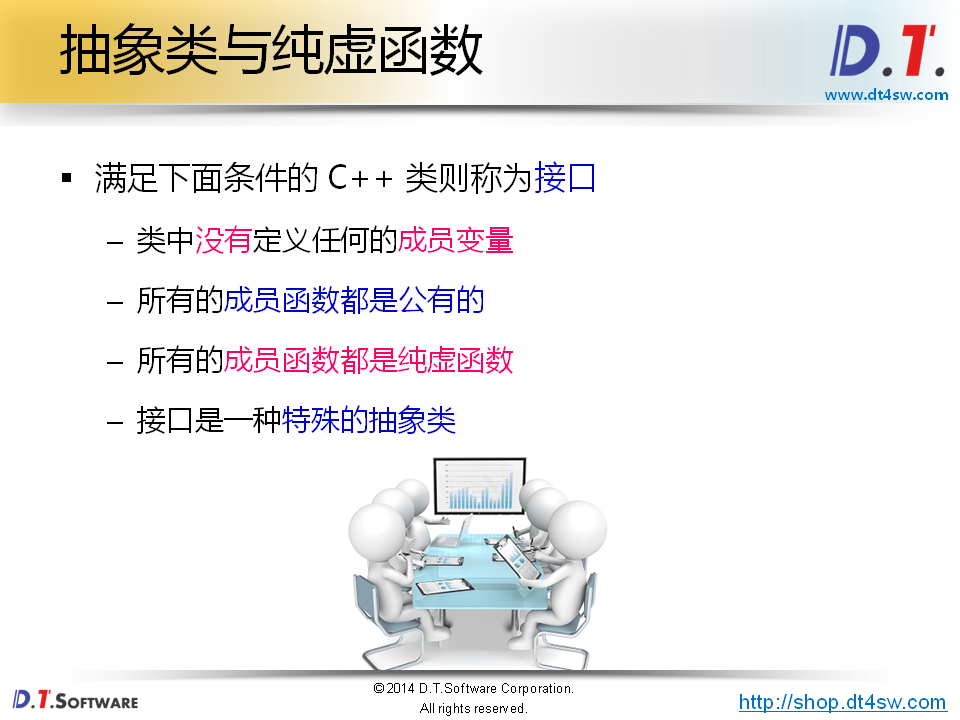 抽象类与纯虚函数
D.T.
www.dt4sw.com
▪ 满足下面条件的 C++ 类则称为接口
– 类中没有定义任何的成员变量
– 所有的成员函数都是公有的
– 所有的成员函数都是纯虚函数
– 接口是一种特殊的抽象类
D.T.SOFTWARE
©2014 D.T.Software Corporation.
All rights reserved.
http://shop.dt4sw.com